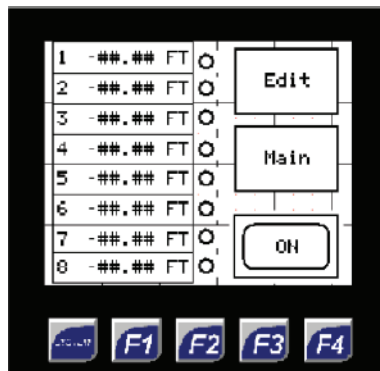 1 -##.## FT
2 -##.## FT
3 -##.## FT
4 -##.## FT
5 -##.## FT
6 -##.## FT
7 -##.## FT
8 -##.## FT
Edit
Main
ON
F1 F2 F3 F4